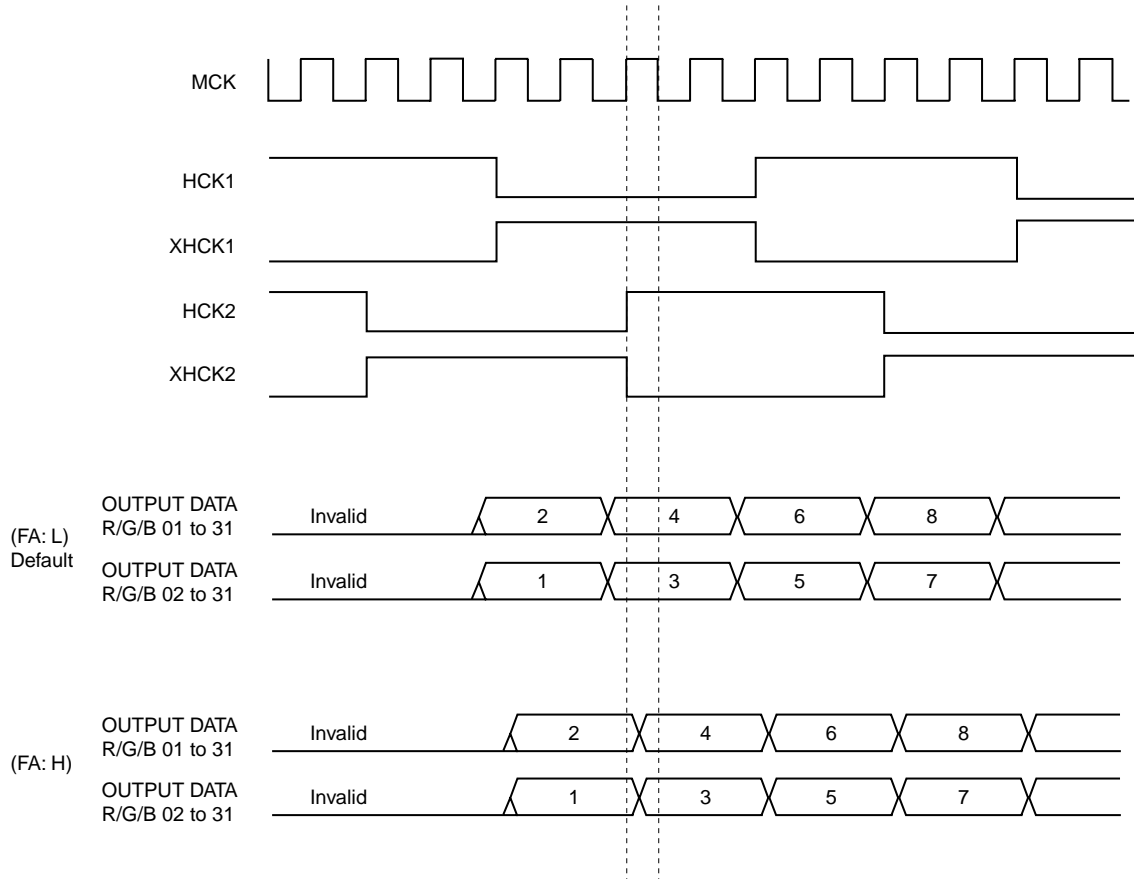 MCK
HCK1
XHCK1
HCK2
XHCK2
(FA: L)
Default
OUTPUT DATA
R/G/B 01 to 31
Invalid
2
4
6
8
OUTPUT DATA
R/G/B 02 to 31
Invalid
1
3
5
7
(FA: H)
OUTPUT DATA
R/G/B 01 to 31
Invalid
2
4
6
8
OUTPUT DATA
R/G/B 02 to 31
Invalid
1
3
5
7